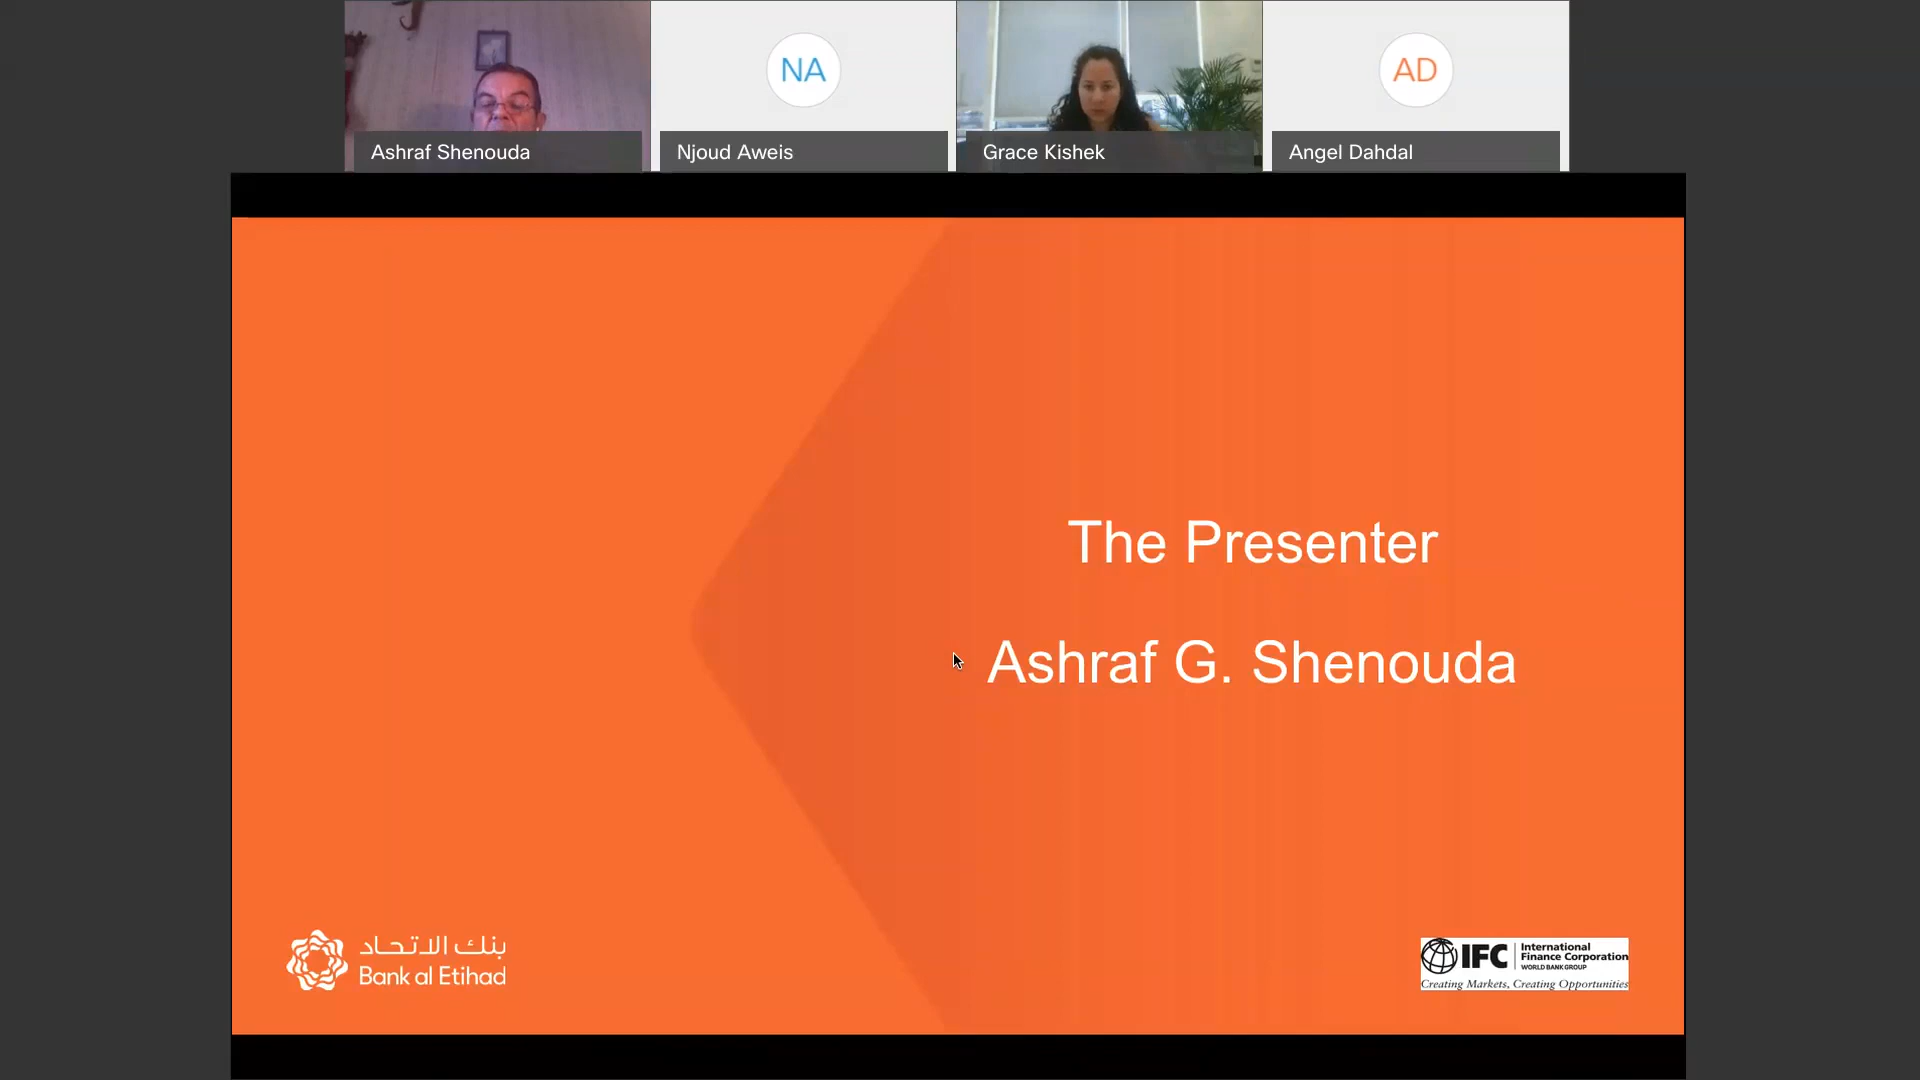 NA
AD
Ashraf Shenouda
Njoud Aweis
Grace Kishek
Angel Dahdal
The Presenter
Ashraf G. Shenouda
بنك الاتحاد
Bank al Etihad
IFC
International
Finance Corporation
WORLD BANK GROUP
Creating Markets, Creating Opportunities